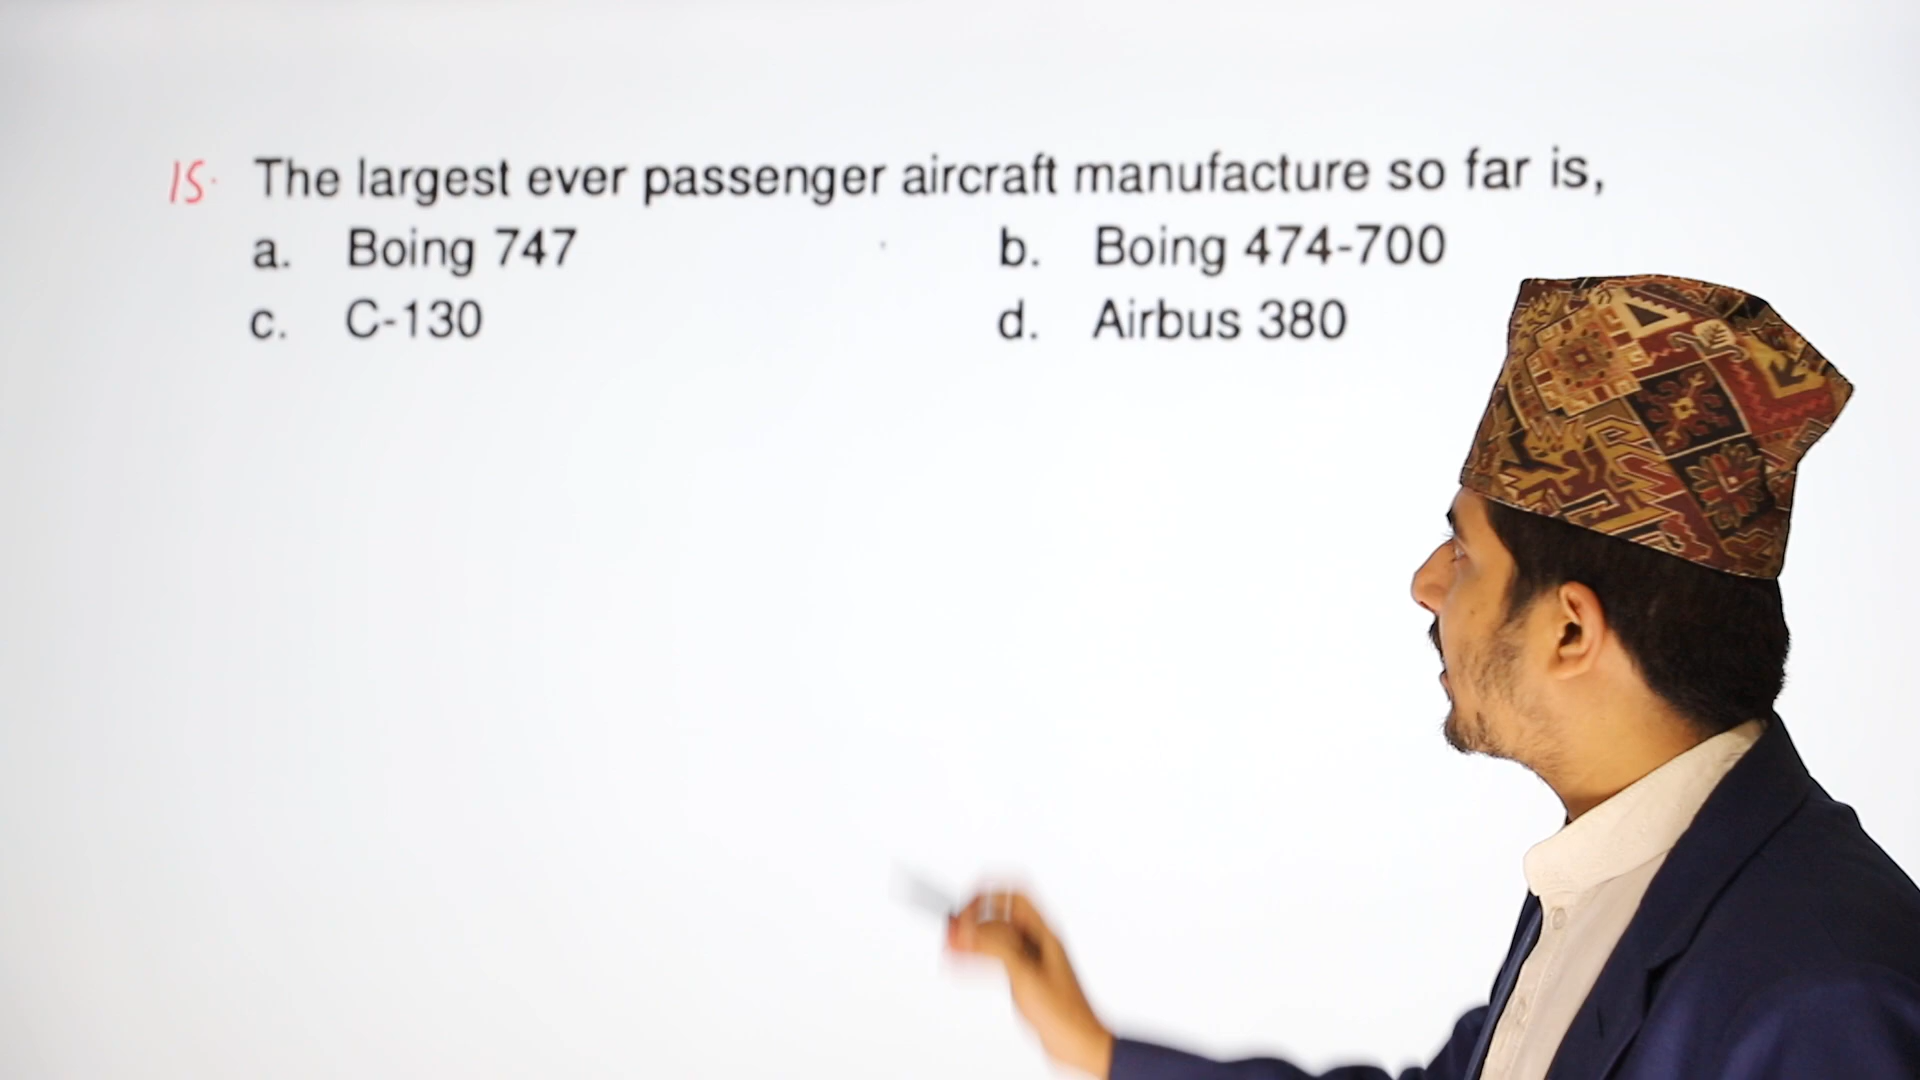 15. The largest ever passenger aircraft manufacture so far is,
a. Boing 747 b. Boing 474-700
c. C-130 d. Airbus 380